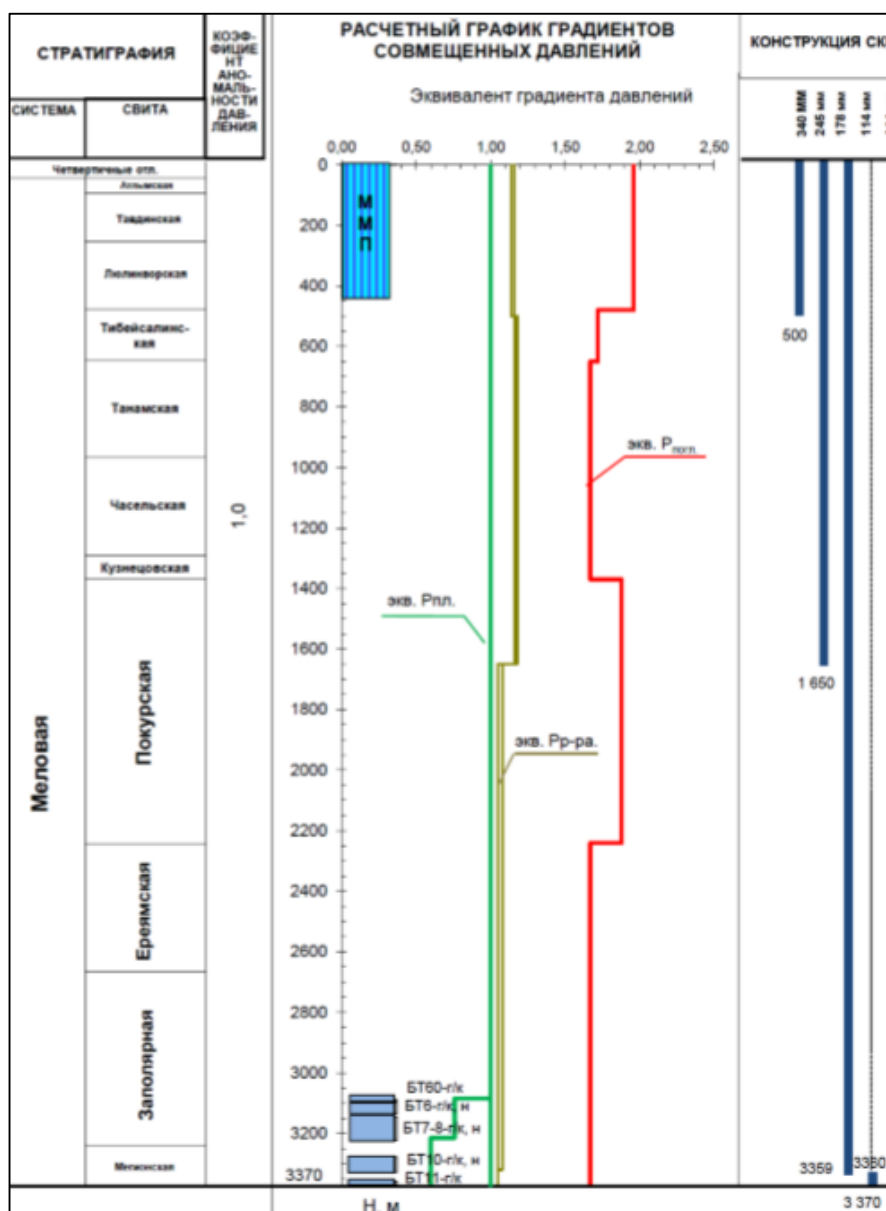 СТРАТИГРАФИЯ
СИСТЕМА
СВИТА
КОЭФ-
ФИЦИЕ
НТ
АНО-
МАЛЬ-
НОСТИ
ДАВ-
ЛЕНИЯ
РАСЧЕТНЫЙ ГРАФИК ГРАДИЕНТОВ
СОВМЕЩЕННЫХ ДАВЛЕНИЙ
Эквивалент градиента давлений
0,00 0,50 1,00 1,50 2,00 2,50
КОНСТРУКЦИЯ СК
340 ММ
245 мм
178 мм
114 мм
Четвертичные отл.
Тавдинская
Люлинворская
Тибейсалинс-
кая
Танамская
Часельская
Кузнецовская
Покурская
Ереямская
Заполярная
Мегионская
Меловая
1,0
0
200
400
600
800
1000
1200
1400
1600
1800
2000
2200
2400
2600
2800
3000
3200
3370
М
М
П
экв. Рпогл.
экв. Рпл.
экв. Рр-ра.
БТ60-г/к
БТ6-г/к, н
БТ7-8-г/к, н
БТ10-г/к, н
БТ11-г/к
Н, м
500
1 650
3359
3360
3 370